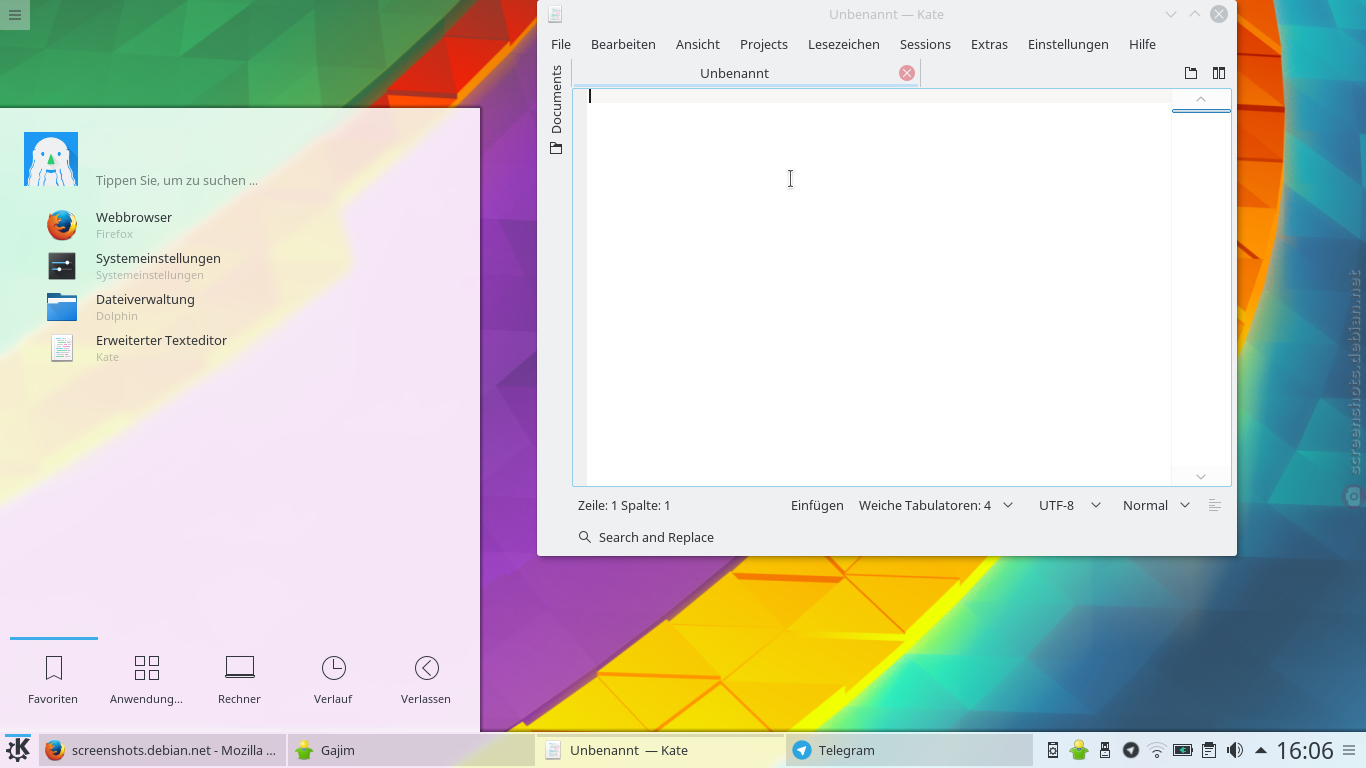 Unbenannt — Kate
File Bearbeiten Ansicht Projects Lesezeichen Sessions Extras Einstellungen Hilfe
Unbenannt
Documents
Zeile: 1 Spalte: 1 Einfügen Weiche Tabulatoren: 4 UTF-8 Normal
Search and Replace
Tippen Sie, um zu suchen ...
Webbrowser
Firefox
Systemeinstellungen
Systemeinstellungen
Dateiverwaltung
Dolphin
Erweiterter Texteditor
Kate
Favoriten Anwendung... Rechner Verlauf Verlassen
screenshots.debian.net
screenshots.debian.net - Mozilla ... Gajim Unbenannt — Kate Telegram 16:06